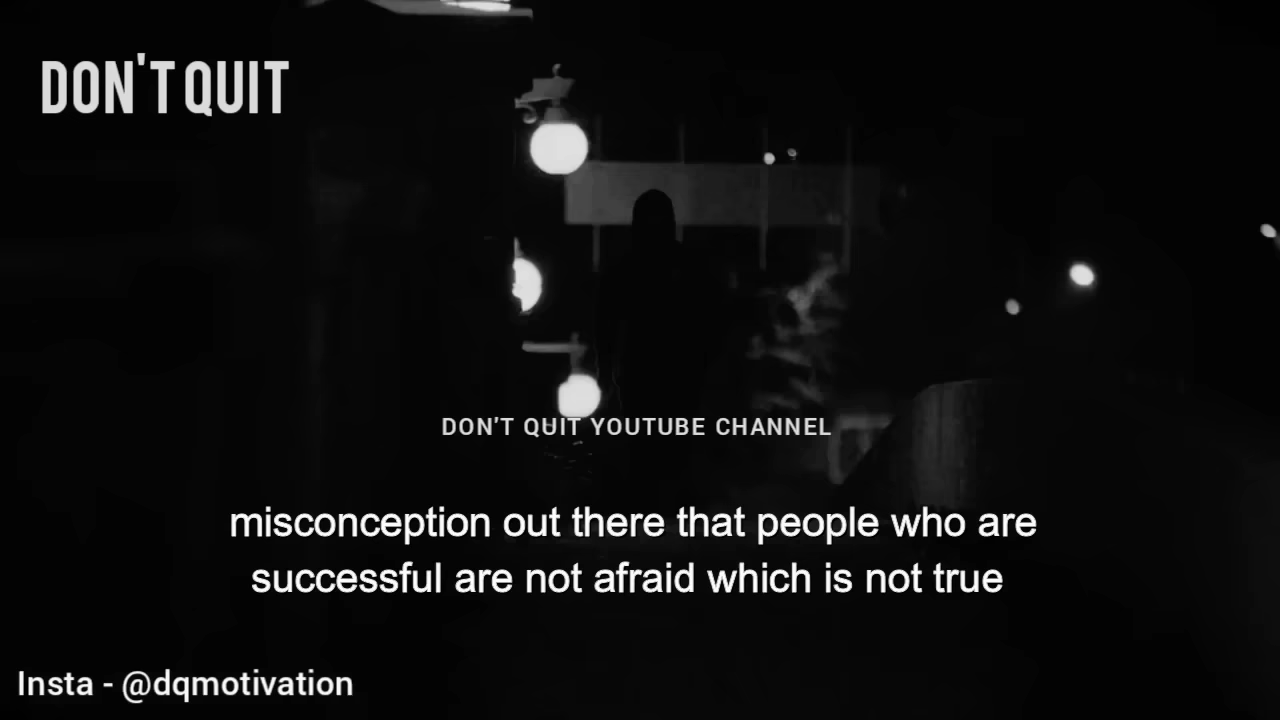 DON'T QUIT
DON'T QUIT YOUTUBE CHANNEL
misconception out there that people who are
successful are not afraid which is not true
Insta - @dqmotivation